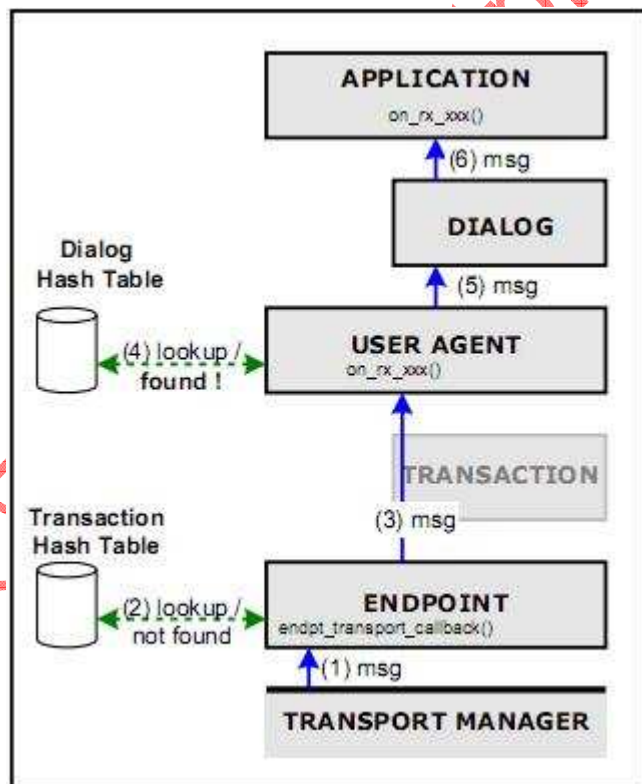 APPLICATION
on_rx_xxx()
(6) msg
DIALOG
Dialog
Hash Table
(5) msg
(4) lookup /
found !
USER AGENT
on_rx_xxx()
TRANSACTION
(3) msg
Transaction
Hash Table
(2) lookup /
not found
ENDPOINT
endpt_transport_callback()
(1) msg
TRANSPORT MANAGER